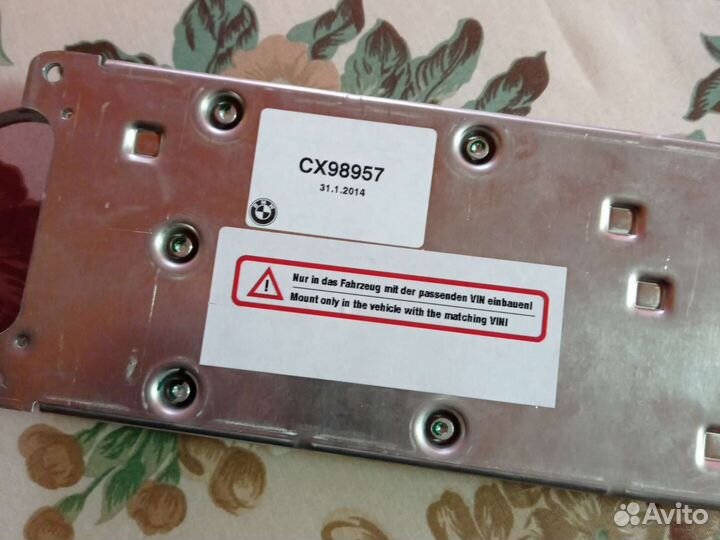 CX98957
31.1.2014
BMW
Nur in das Fahrzeug mit der passenden VIN einbauen!
Mount only in the vehicle with the matching VIN!
Avito